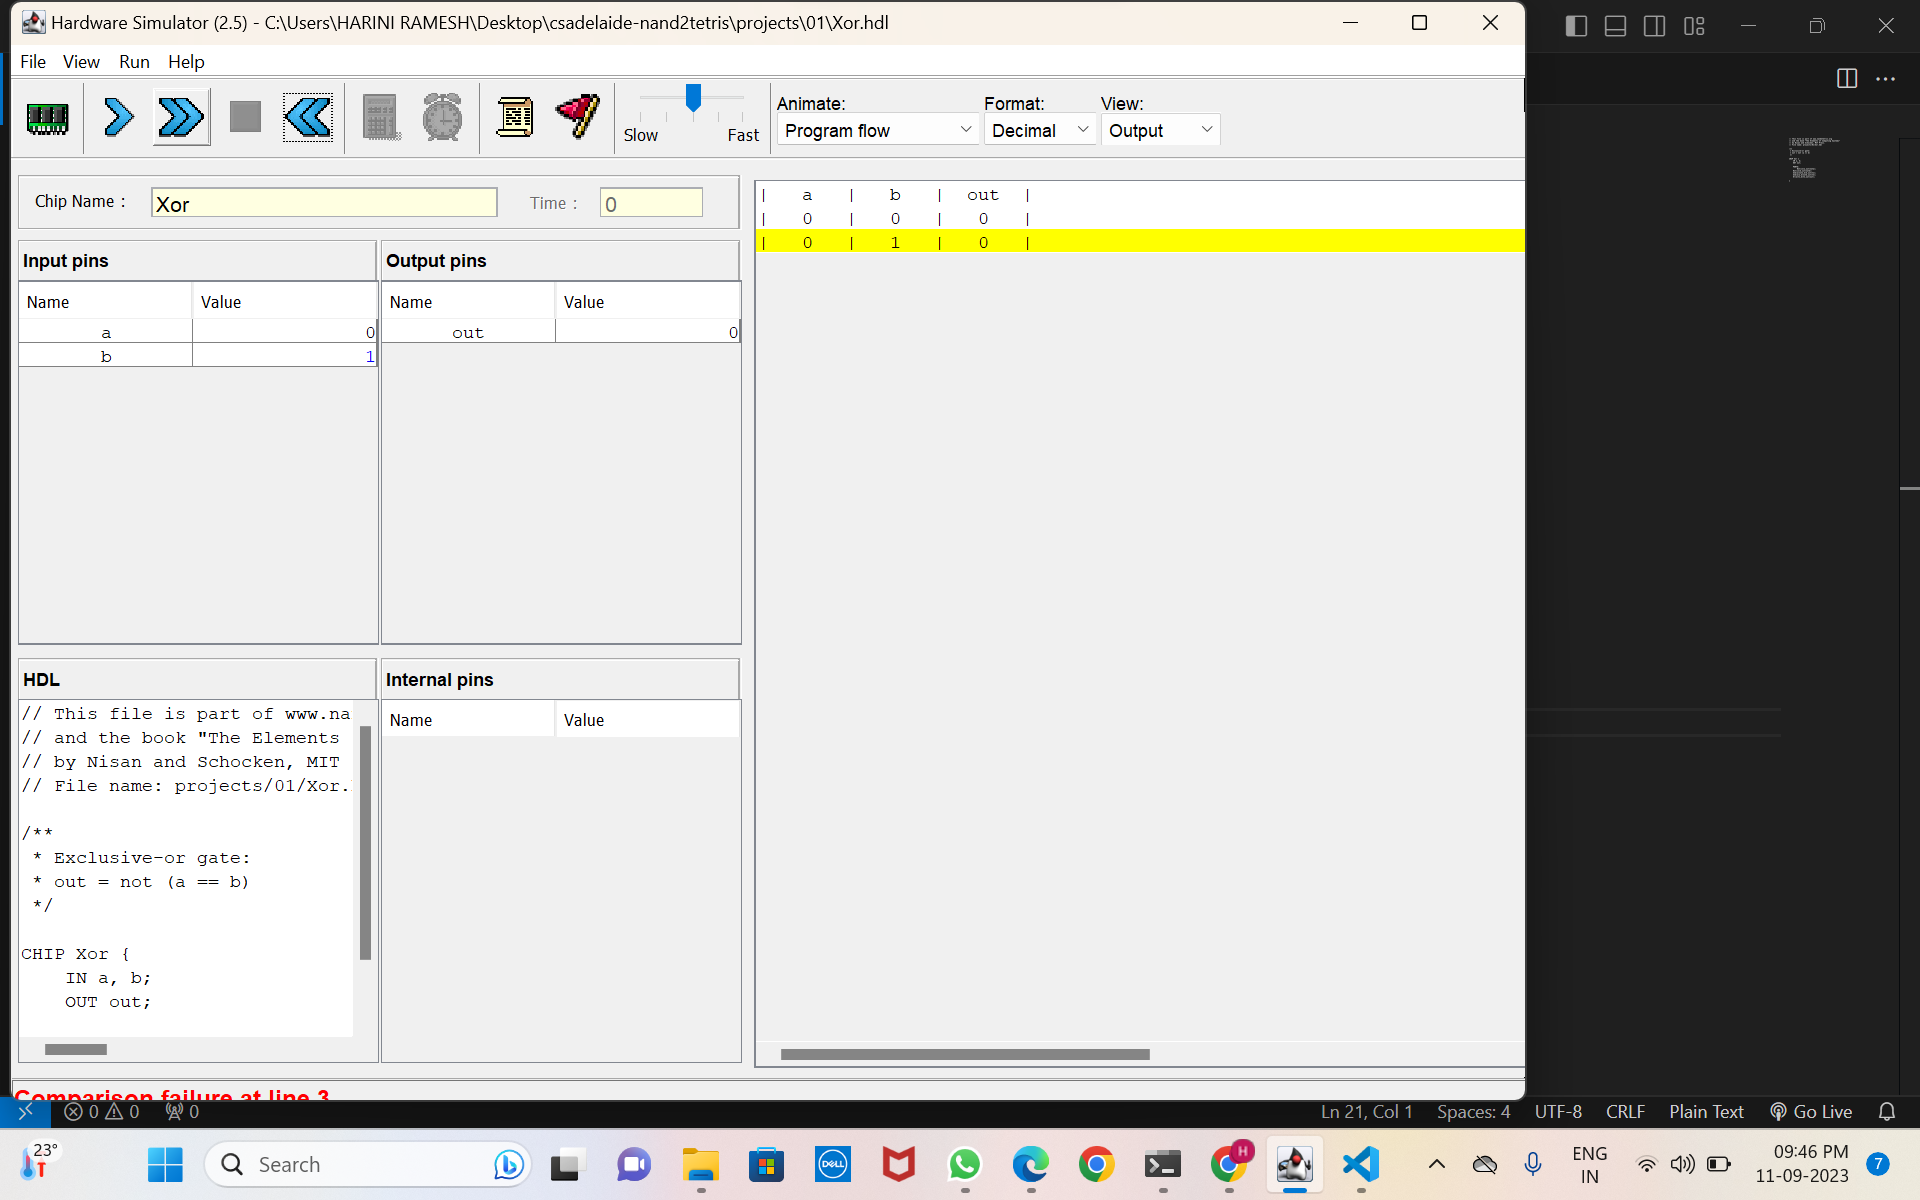 Hardware Simulator (2.5) - C:\Users\HARINI RAMESH\Desktop\csadelaide-nand2tetris\projects\01\Xor.hdl
File View Run Help
Slow Fast
Animate: Format: View:
Program flow Decimal Output
Chip Name : Xor Time : 0
Input pins Output pins
Name Value Name Value
a 0 out 0
b 1
| a | b | out |
| 0 | 0 | 0 |
| 0 | 1 | 0 |
HDL Internal pins
Name Value
// This file is part of www.na
// and the book "The Elements
// by Nisan and Schocken, MIT
// File name: projects/01/Xor.
/**
* Exclusive-or gate:
* out = not (a == b)
*/
CHIP Xor {
IN a, b;
OUT out;
Comparison failure at line 3
0 0 0 Ln 21, Col 1 Spaces: 4 UTF-8 CRLF Plain Text Go Live
23° Search DELL H ENG 09:46 PM
IN 11-09-2023 7